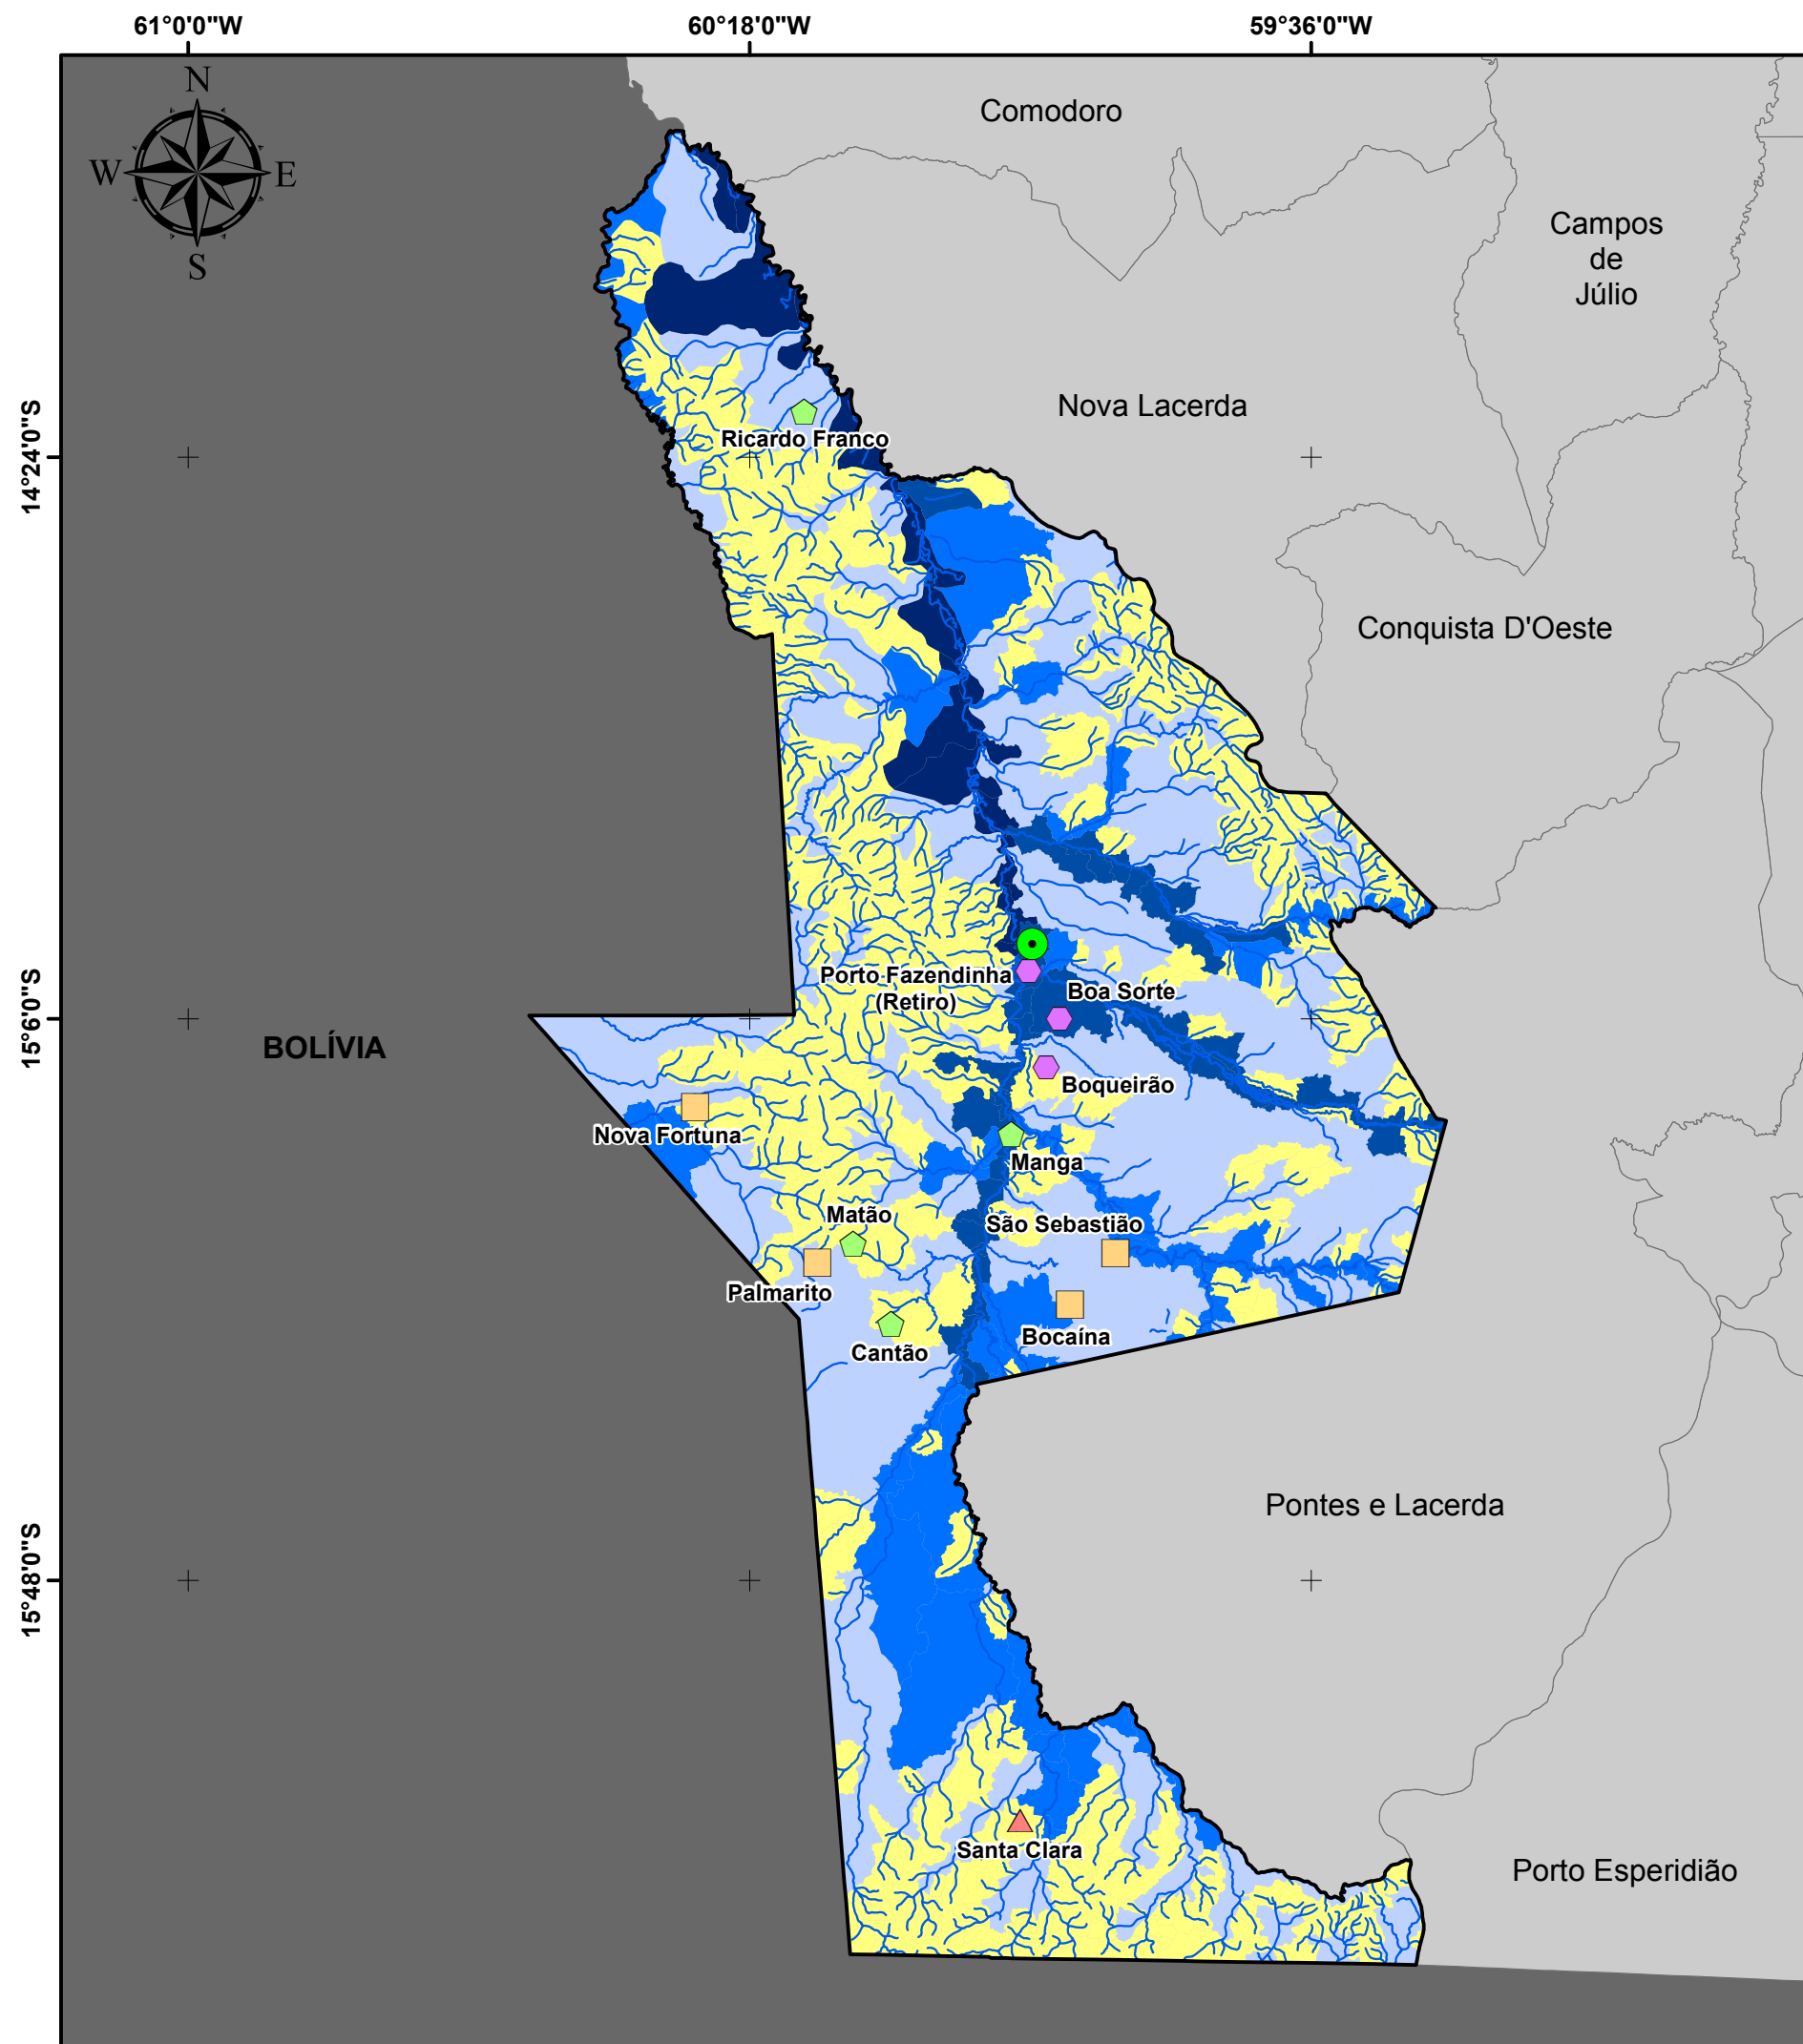 61°0'0"W
60°18'0"W
59°36'0"W
N
W
E
S
Comodoro
Campos
de
Júlio
14°24'0"S
Nova Lacerda
Ricardo Franco
Conquista D'Oeste
15°6'0"S
Porto Fazendinha
(Retiro)
Boa Sorte
BOLÍVIA
Boqueirão
Nova Fortuna
Manga
Matão
São Sebastião
Palmarito
Bocaína
Cantão
15°48'0"S
Pontes e Lacerda
Santa Clara
Porto Esperidião